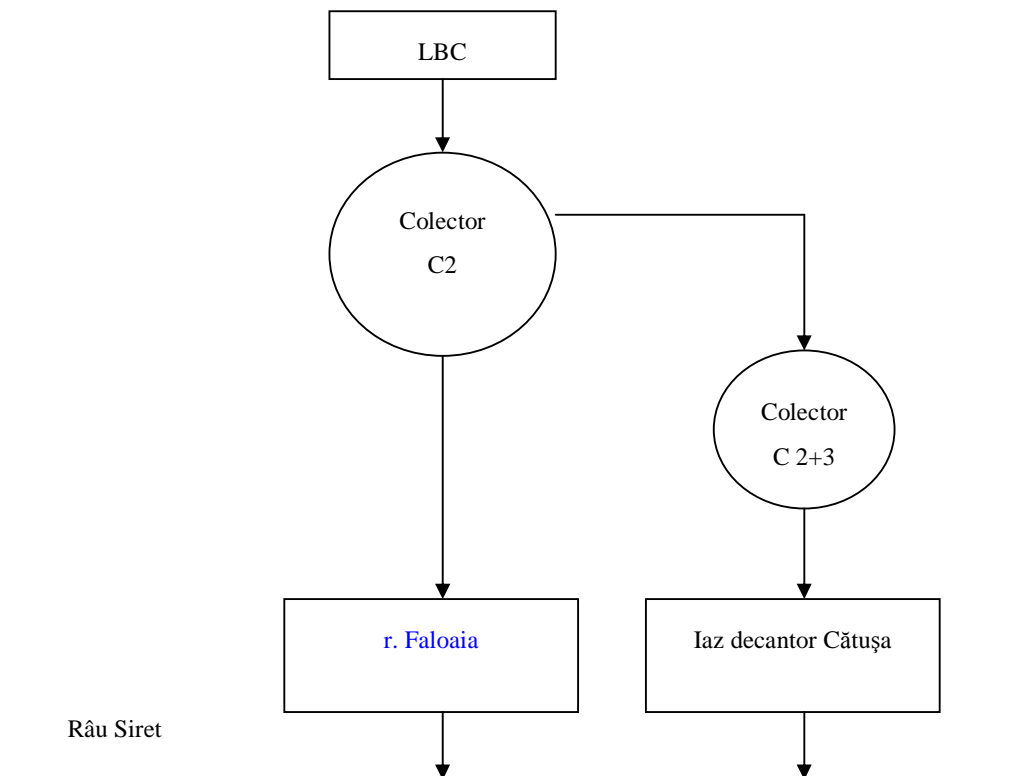 LBC
Colector
C2
Colector
C 2+3
r. Faloaia
Iaz decantor Cătuşa
Râu Siret